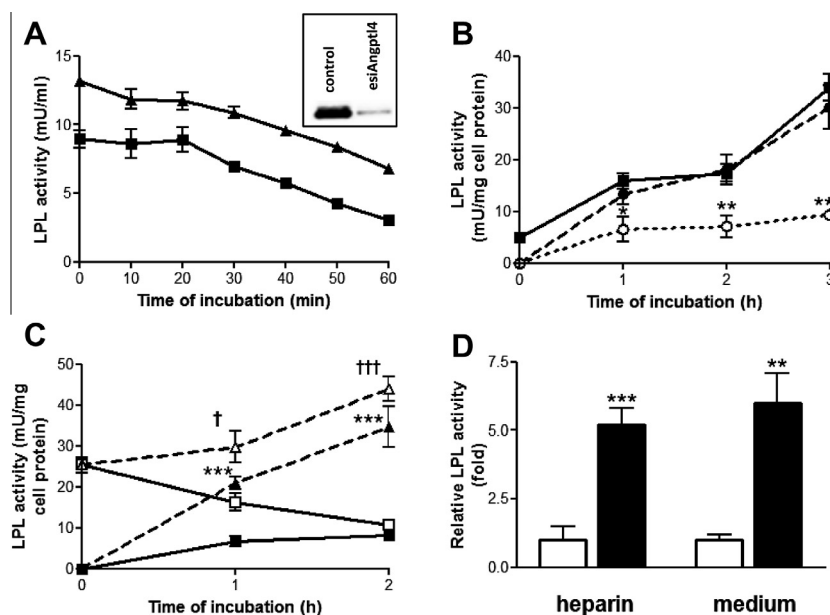 A
LPL activity (mU/ml)
15
10
5
0
0 10 20 30 40 50 60
Time of incubation (min)
control
esiAngptl4
B
LPL activity
(mU/mg cell protein)
40
30
20
10
0
*
**
**
0 1 2 3
Time of incubation (h)
C
LPL activity (mU/mg
cell protein)
50
40
30
20
10
0
†
†††
***
***
0 1 2
Time of incubation (h)
D
Relative LPL activity
(fold)
7.5
5.0
2.5
0.0
***
**
heparin medium